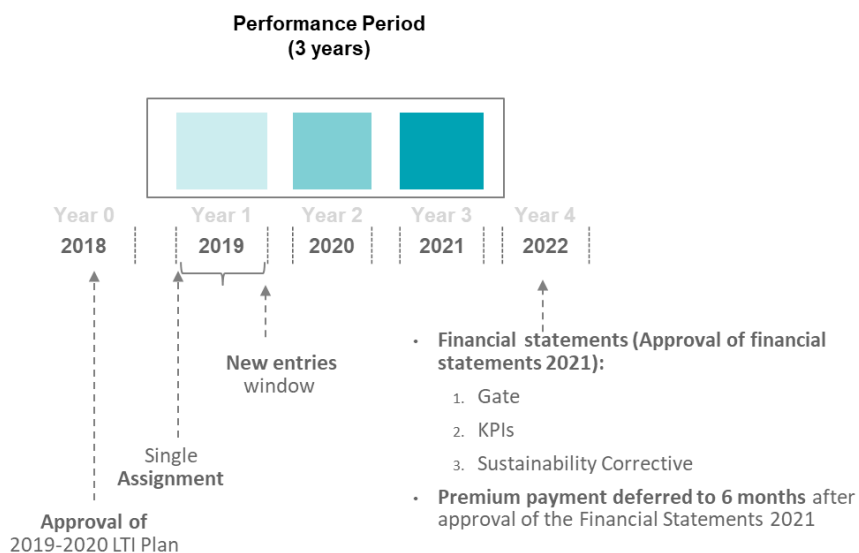 Performance Period
(3 years)
Year 0 Year 1 Year 2 Year 3 Year 4
2018 2019 2020 2021 2022
New entries
window
Single
Assignment
Approval of
2019-2020 LTI Plan
• Financial statements (Approval of financial
statements 2021):
1. Gate
2. KPIs
3. Sustainability Corrective
• Premium payment deferred to 6 months after
approval of the Financial Statements 2021